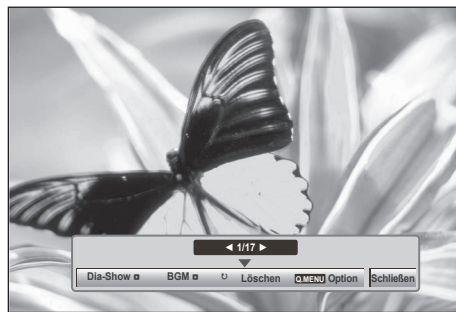 ◀ 1/17 ▶
Dia-Show BGM ↻ Löschen Q.MENU Option Schließen